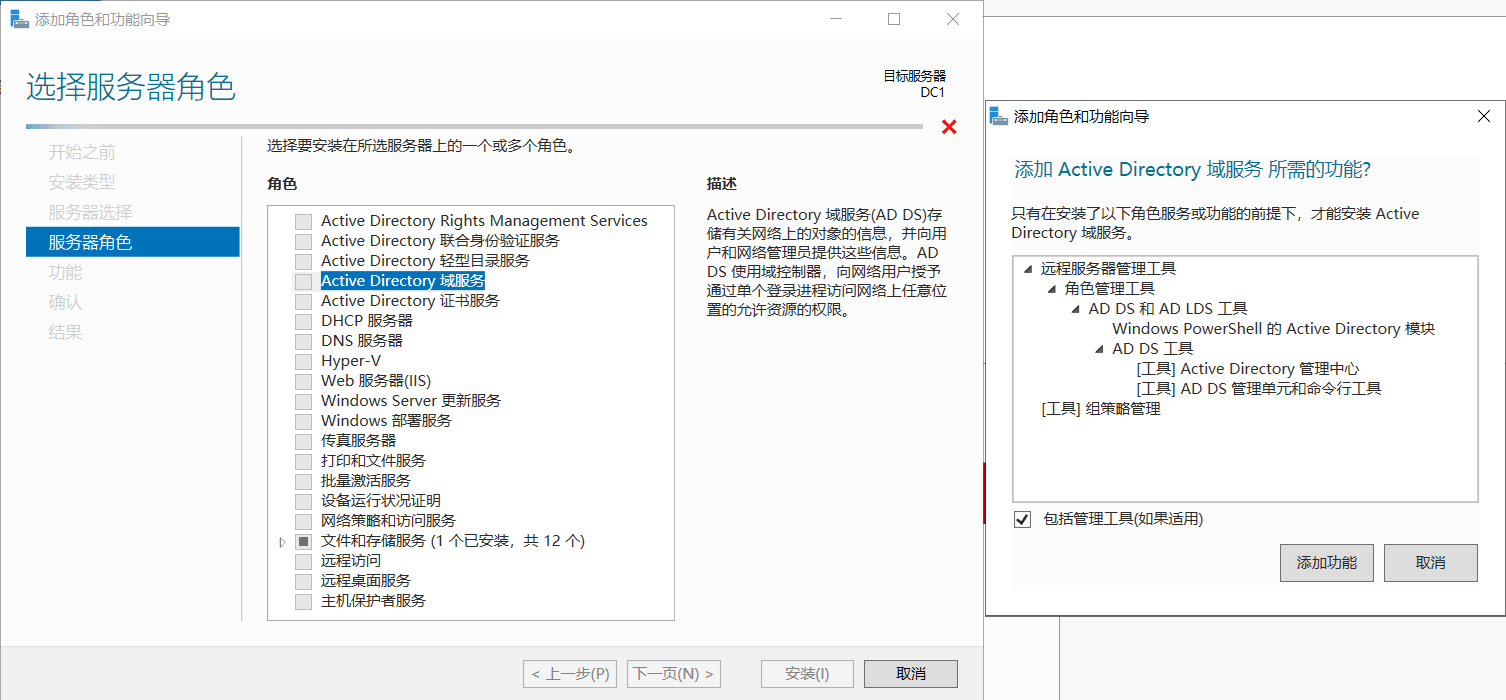 添加角色和功能向导
选择服务器角色
目标服务器
DC1
开始之前
安装类型
服务器选择
服务器角色
功能
确认
结果
选择要安装在所选服务器上的一个或多个角色。
角色
Active Directory Rights Management Services
Active Directory 联合身份验证服务
Active Directory 轻型目录服务
Active Directory 域服务
Active Directory 证书服务
DHCP 服务器
DNS 服务器
Hyper-V
Web 服务器(IIS)
Windows Server 更新服务
Windows 部署服务
传真服务器
打印和文件服务
批量激活服务
设备运行状况证明
网络策略和访问服务
文件和存储服务 (1 个已安装，共 12 个)
远程访问
远程桌面服务
主机保护者服务
描述
Active Directory 域服务(AD DS)存
储有关网络上的对象的信息，并向用
户和网络管理员提供这些信息。AD
DS 使用域控制器，向网络用户授予
通过单个登录进程访问网络上任意位
置的允许资源的权限。
< 上一步(P)
下一页(N) >
安装(I)
取消
添加角色和功能向导
添加 Active Directory 域服务 所需的功能?
只有在安装了以下角色服务或功能的前提下，才能安装 Active
Directory 域服务。
远程服务器管理工具
角色管理工具
AD DS 和 AD LDS 工具
Windows PowerShell 的 Active Directory 模块
AD DS 工具
[工具] Active Directory 管理中心
[工具] AD DS 管理单元和命令行工具
[工具] 组策略管理
包括管理工具(如果适用)
添加功能
取消